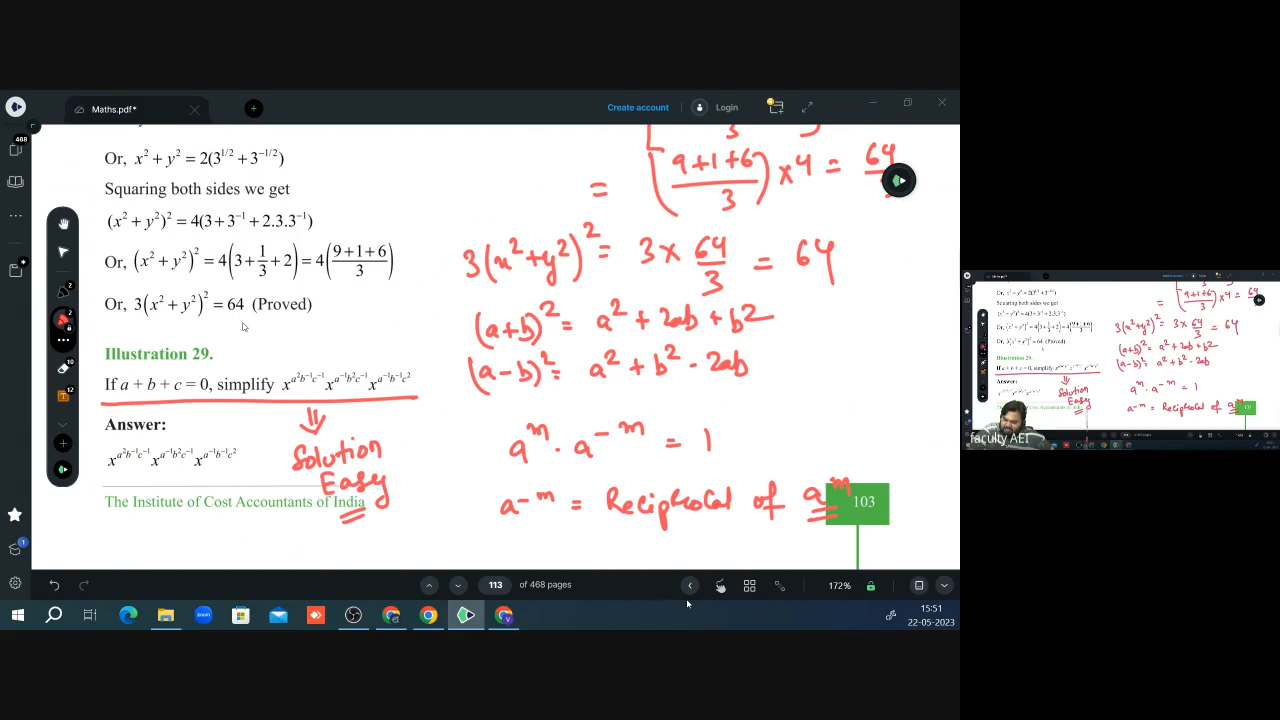 Maths.pdf*
Create account
Login
468
Or, x² + y² = 2(3^{1/2} + 3^{-1/2})
Squaring both sides we get
(x² + y²)² = 4(3 + 3^{-1} + 2.3.3^{-1})
Or, (x² + y²)² = 4(3 + 1/3 + 2) = 4((9+1+6)/3)
Or, 3(x² + y²)² = 64 (Proved)
Illustration 29.
If a + b + c = 0, simplify x^{a²b⁻¹c⁻¹} x^{a⁻¹b²c⁻¹} x^{a⁻¹b⁻¹c²}
Answer:
x^{a²b⁻¹c⁻¹} x^{a⁻¹b²c⁻¹} x^{a⁻¹b⁻¹c²}
The Institute of Cost Accountants of India
103
= ((9+1+6)/3) × 4 = 64
3(x²+y²)² = 3 × 64/3 = 64
(a+b)² = a² + 2ab + b²
(a-b)² = a² + b² - 2ab
Solution
Easy
a^m . a^{-m} = 1
a^{-m} = Reciprocal of a^m
2
12
1
113 of 468 pages
172%
15:51
22-05-2023
faculty AEI